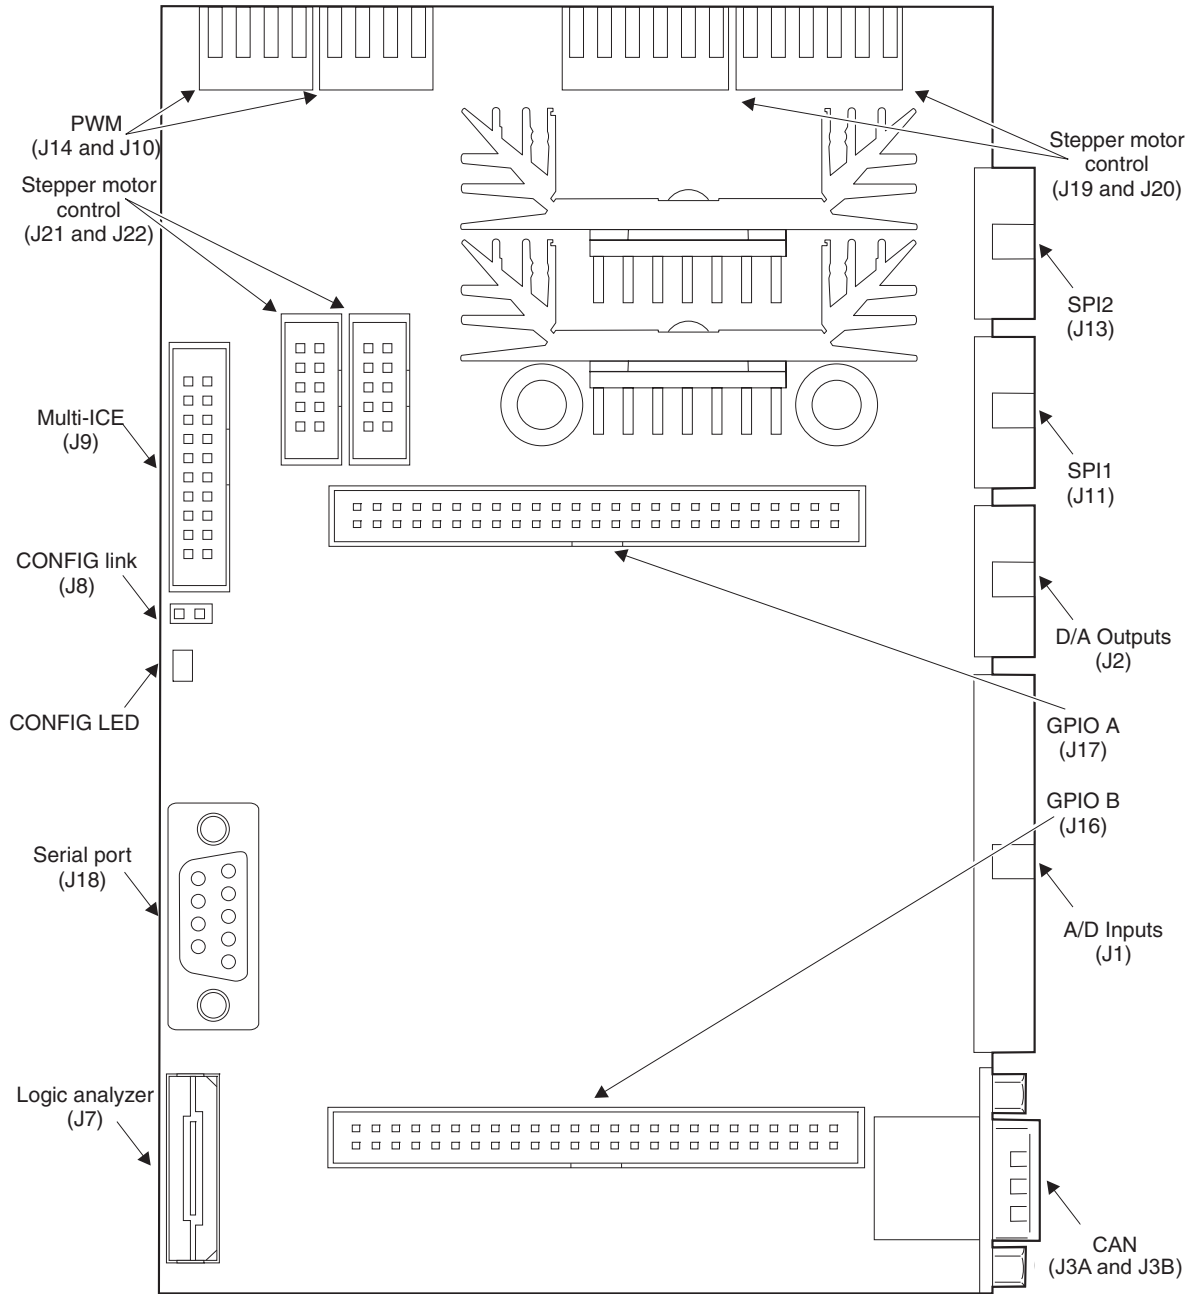 PWM
(J14 and J10)
Stepper motor
control
(J21 and J22)
Multi-ICE
(J9)
CONFIG link
(J8)
CONFIG LED
Serial port
(J18)
Logic analyzer
(J7)
Stepper motor
control
(J19 and J20)
SPI2
(J13)
SPI1
(J11)
D/A Outputs
(J2)
GPIO A
(J17)
GPIO B
(J16)
A/D Inputs
(J1)
CAN
(J3A and J3B)